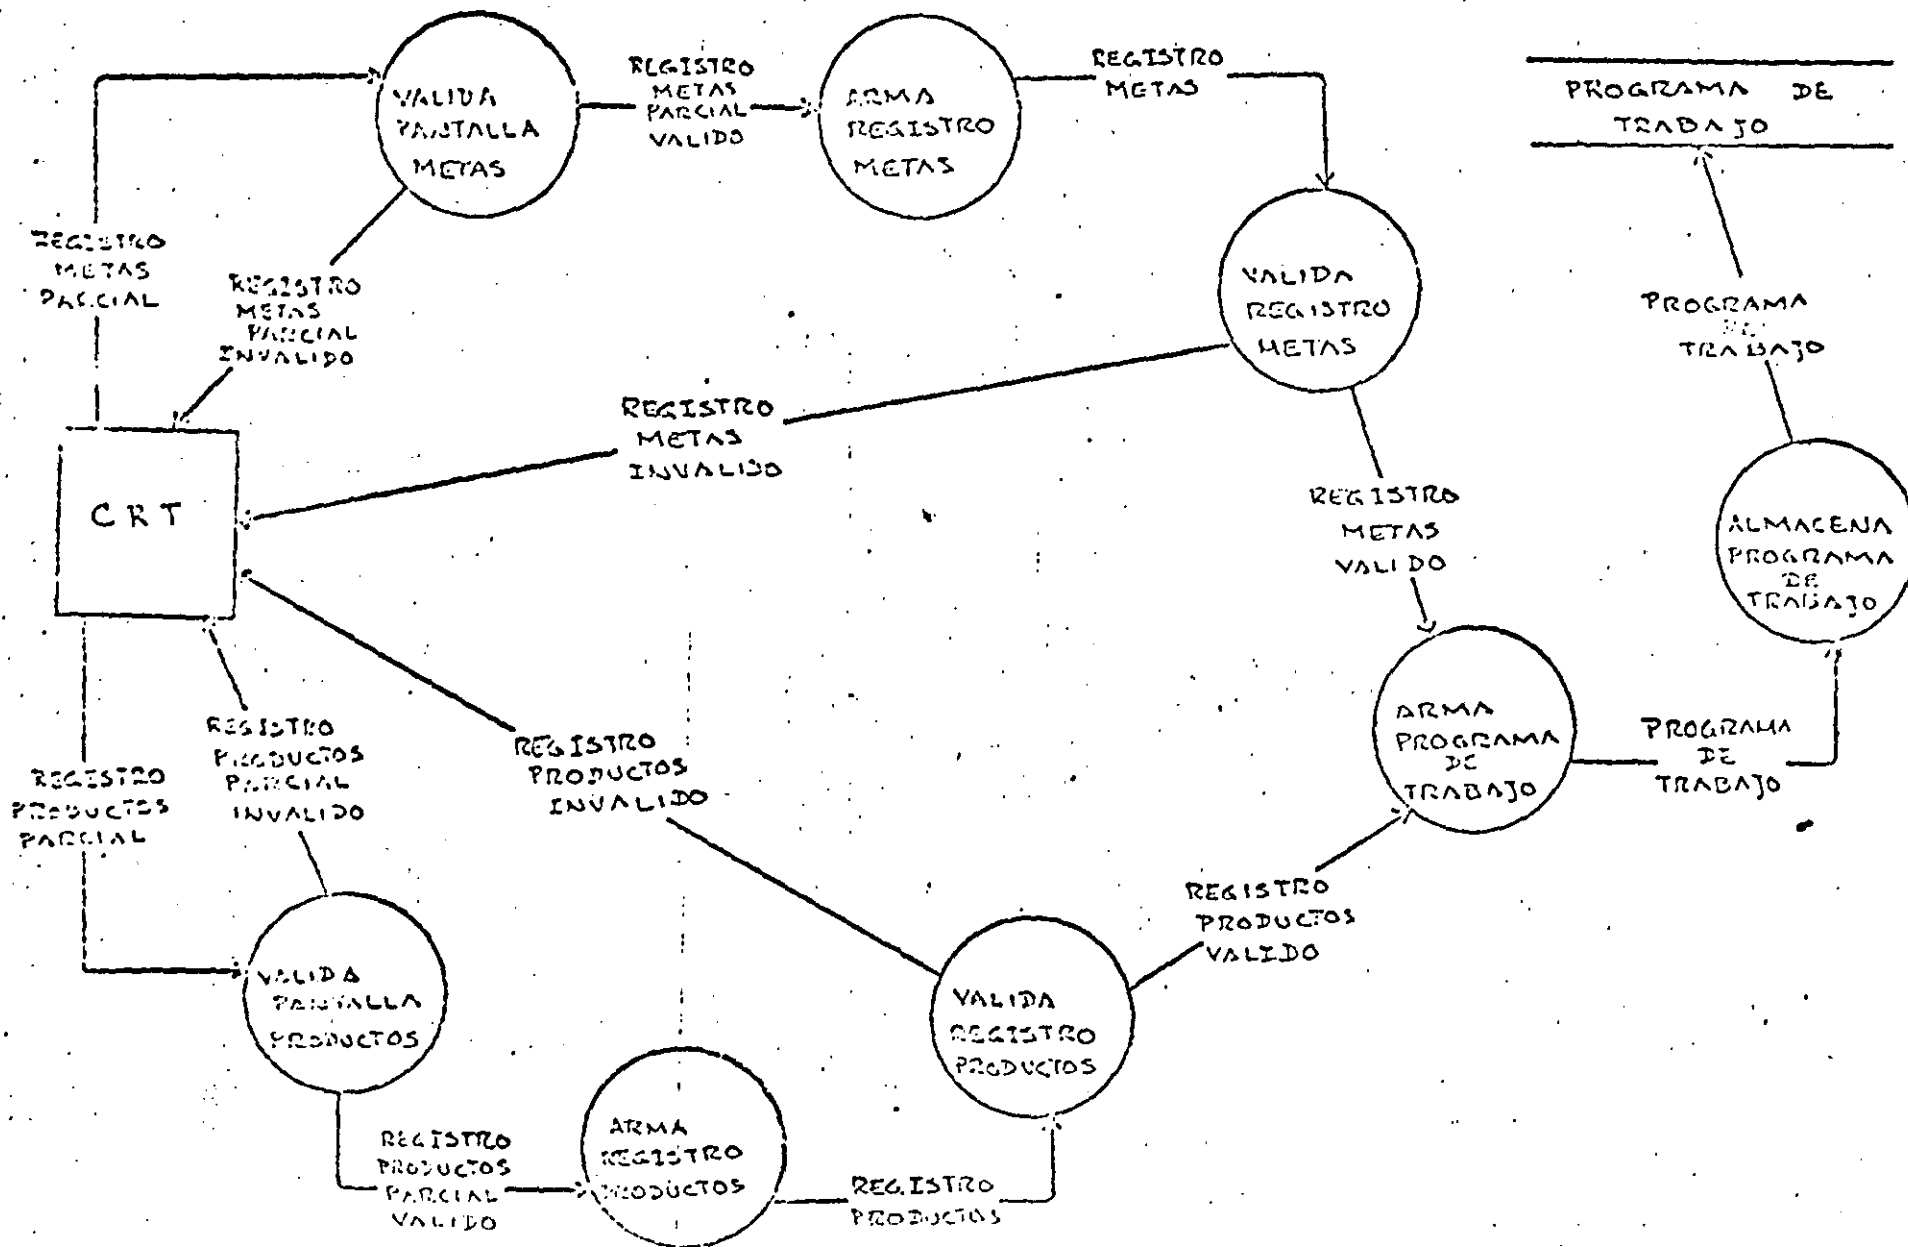 VALIDA
PANTALLA
METAS
REGISTRO
METAS
PARCIAL
VALIDO
ARMA
REGISTRO
METAS
REGISTRO
METAS
PROGRAMA DE
TRABAJO
REGISTRO
METAS
PARCIAL
REGISTRO
METAS
PARCIAL
INVALIDO
VALIDA
REGISTRO
METAS
PROGRAMA
DE
TRABAJO
REGISTRO
METAS
INVALIDO
CRT
REGISTRO
METAS
VALIDO
ALMACENA
PROGRAMA
DE
TRABAJO
REGISTRO
PRODUCTOS
PARCIAL
REGISTRO
PRODUCTOS
PARCIAL
INVALIDO
REGISTRO
PRODUCTOS
INVALIDO
ARMA
PROGRAMA
DE
TRABAJO
PROGRAMA
DE
TRABAJO
REGISTRO
PRODUCTOS
VALIDO
VALIDA
PANTALLA
PRODUCTOS
VALIDA
REGISTRO
PRODUCTOS
REGISTRO
PRODUCTOS
PARCIAL
VALIDO
ARMA
REGISTRO
PRODUCTOS
REGISTRO
PRODUCTOS